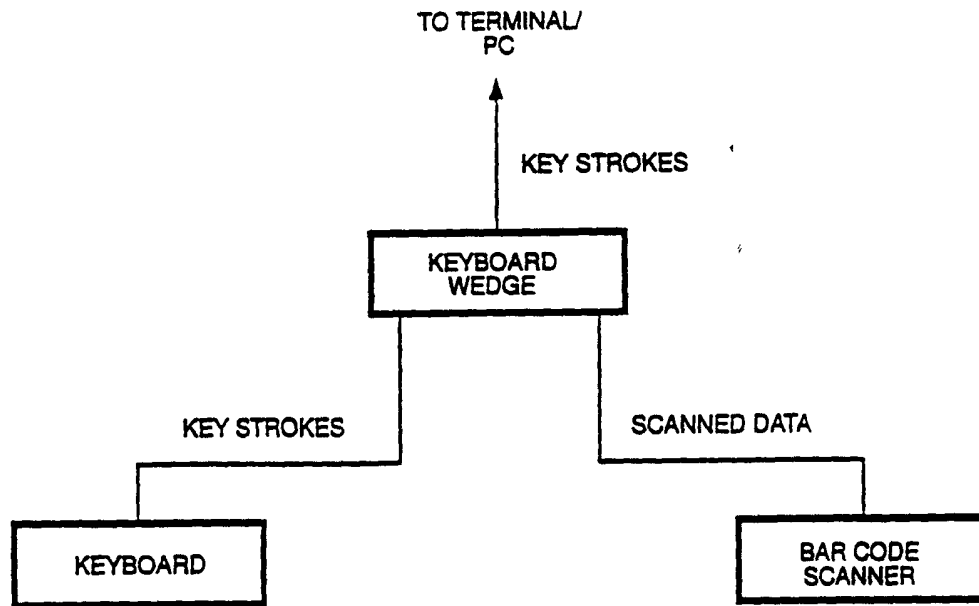 TO TERMINAL/
PC
KEY STROKES
KEYBOARD
WEDGE
KEY STROKES
SCANNED DATA
KEYBOARD
BAR CODE
SCANNER